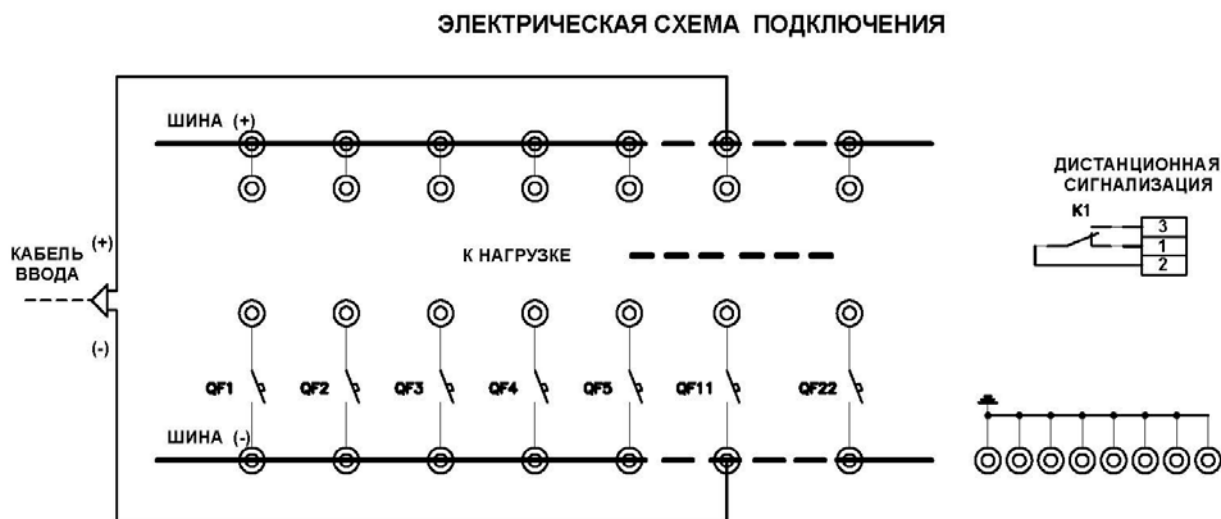 ЭЛЕКТРИЧЕСКАЯ СХЕМА ПОДКЛЮЧЕНИЯ
ШИНА (+)
ДИСТАНЦИОННАЯ
СИГНАЛИЗАЦИЯ
К1
3
1
2
КАБЕЛЬ
ВВОДА
(+)
(-)
К НАГРУЗКЕ
QF1
QF2
QF3
QF4
QF5
QF11
QF22
ШИНА (-)